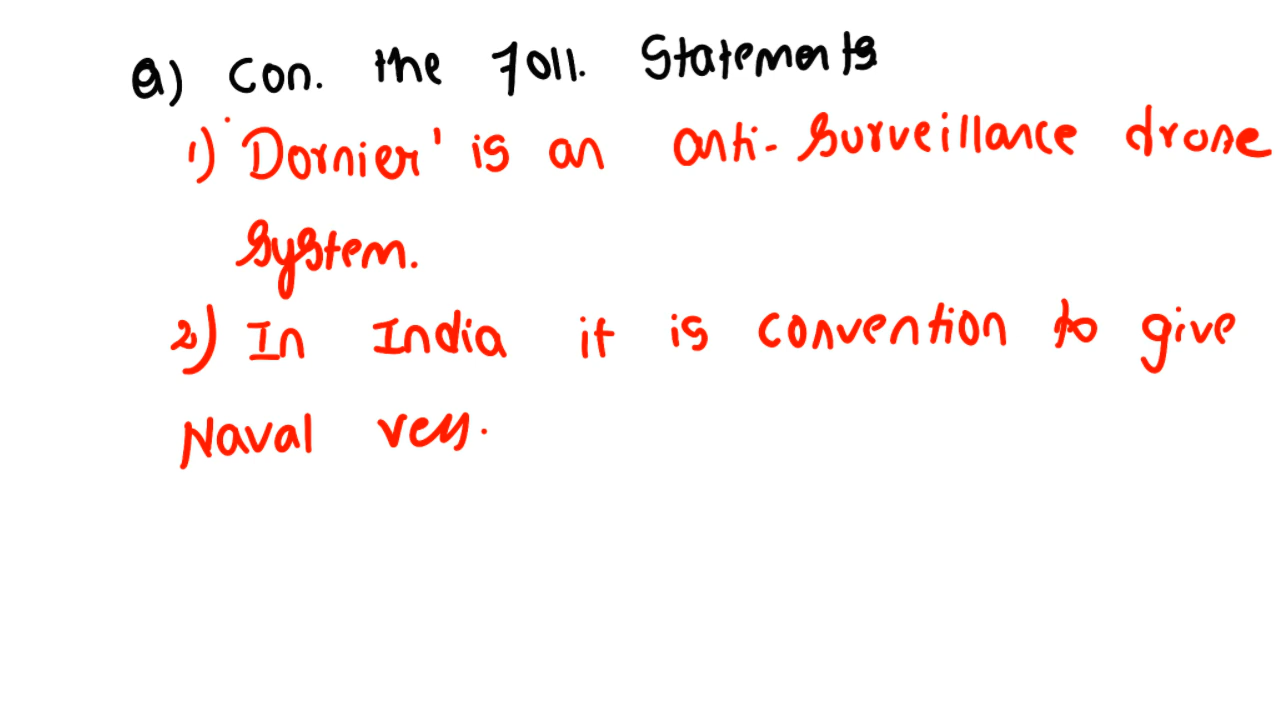 Q) Con. the foll. Statements
1) 'Dornier' is an anti-surveillance drone
system.
2) In India it is convention to give
Naval vess.